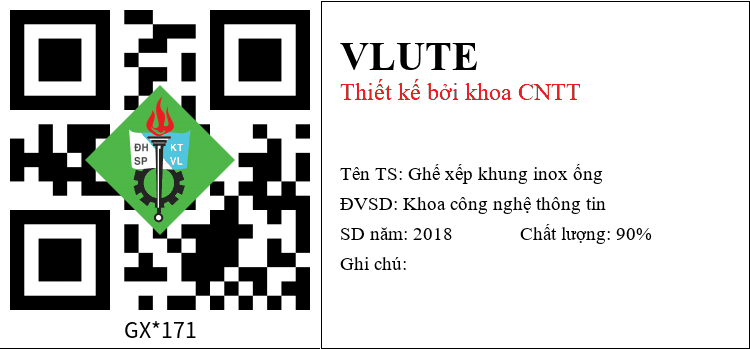 ĐH KT
SP VL
GX*171
VLUTE
Thiết kế bởi khoa CNTT
Tên TS: Ghế xếp khung inox ống
ĐVSD: Khoa công nghệ thông tin
SD năm: 2018 Chất lượng: 90%
Ghi chú: